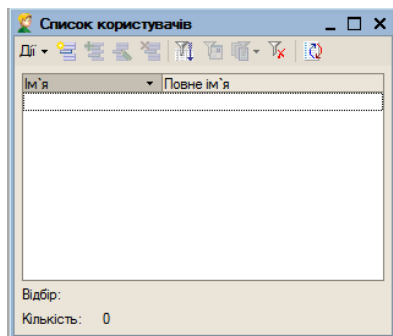 Список користувачів
Дії
Ім`я Повне ім`я
Відбір:
Кількість: 0